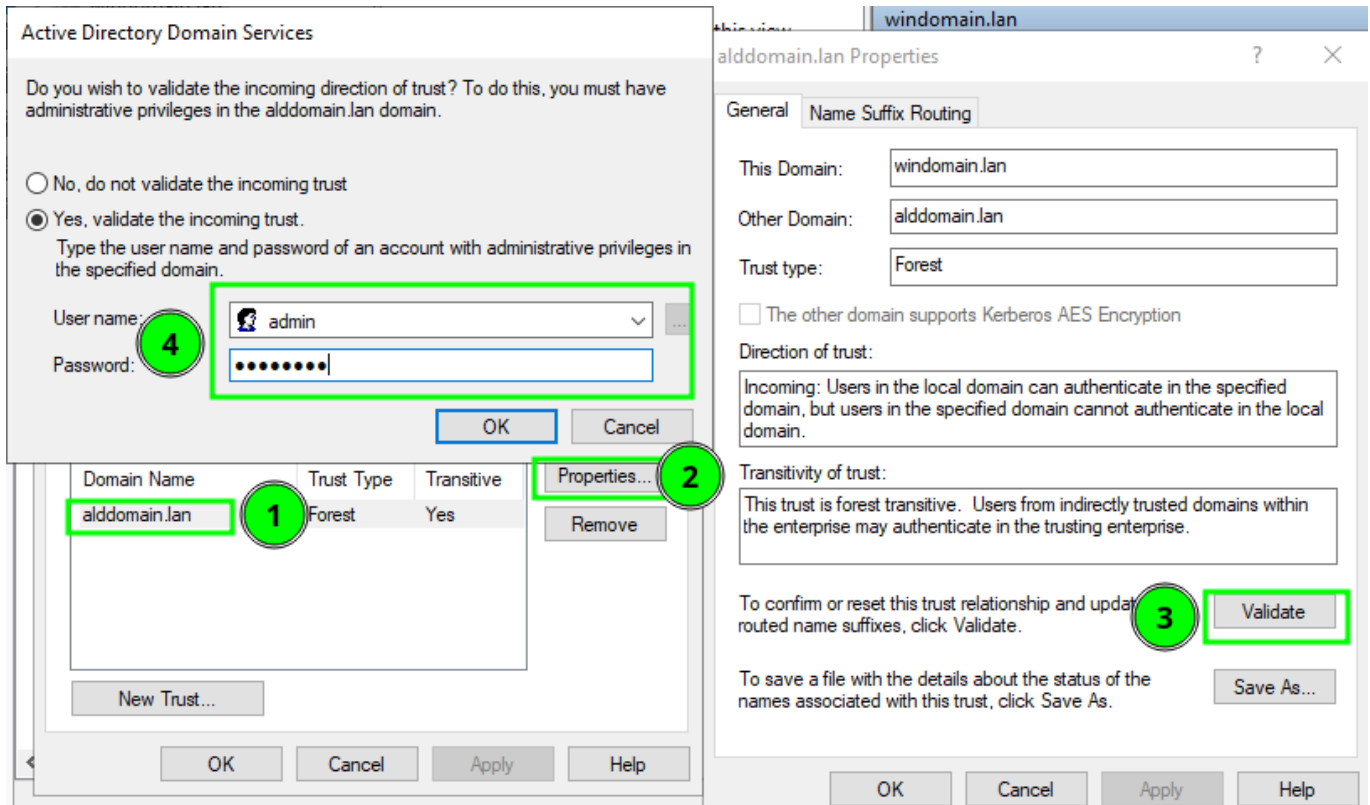 Active Directory Domain Services
Do you wish to validate the incoming direction of trust? To do this, you must have
administrative privileges in the alddomain.lan domain.
No, do not validate the incoming trust
Yes, validate the incoming trust.
Type the user name and password of an account with administrative privileges in
the specified domain.
User name:
admin
...
4
Password:
●●●●●●●●
OK
Cancel
Domain Name
Trust Type
Transitive
alddomain.lan
1
Forest
Yes
Properties...
2
Remove
New Trust...
OK
Cancel
Apply
Help
this view
windomain.lan
alddomain.lan Properties
?
General
Name Suffix Routing
This Domain:
windomain.lan
Other Domain:
alddomain.lan
Trust type:
Forest
The other domain supports Kerberos AES Encryption
Direction of trust:
Incoming: Users in the local domain can authenticate in the specified
domain, but users in the specified domain cannot authenticate in the local
domain.
Transitivity of trust:
This trust is forest transitive. Users from indirectly trusted domains within
the enterprise may authenticate in the trusting enterprise.
To confirm or reset this trust relationship and updat
routed name suffixes, click Validate.
3
Validate
To save a file with the details about the status of the
names associated with this trust, click Save As.
Save As...
OK
Cancel
Apply
Help